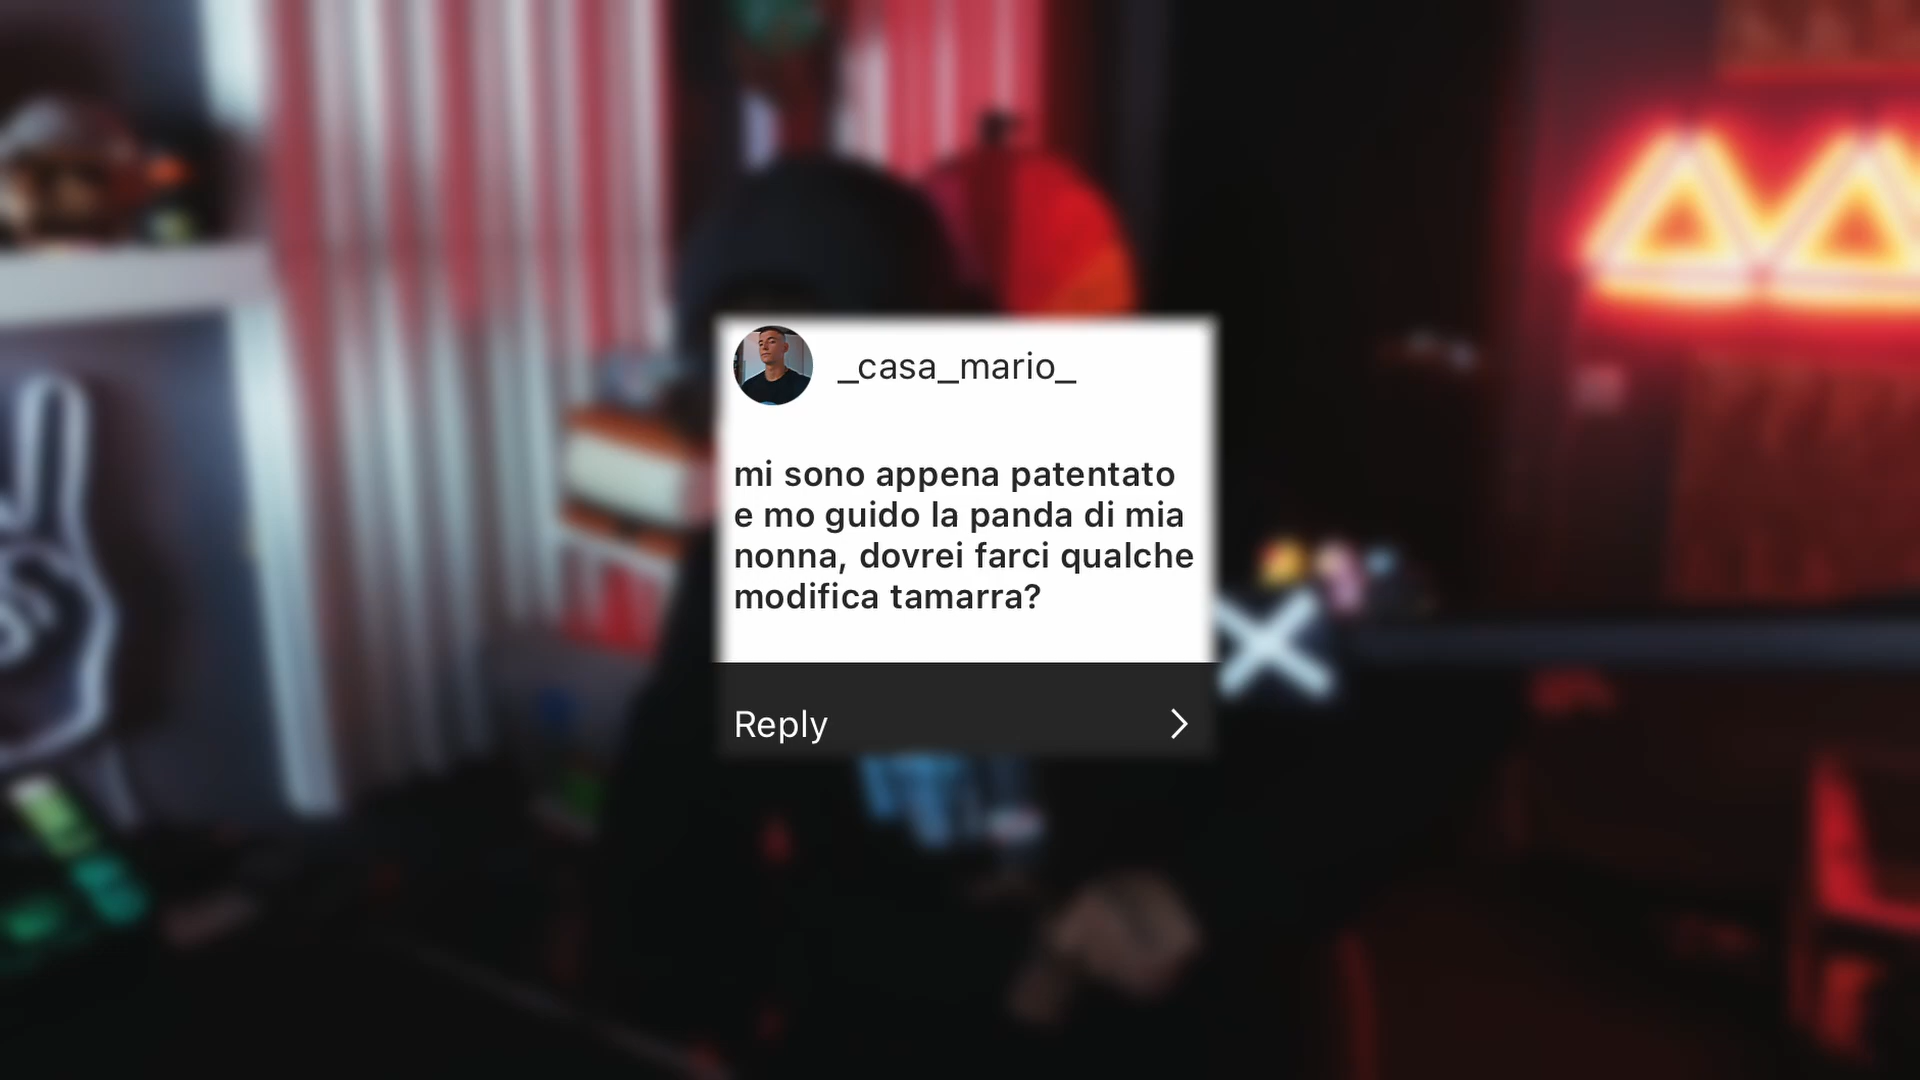 _casa_mario_
mi sono appena patentato
e mo guido la panda di mia
nonna, dovrei farci qualche
modifica tamarra?
Reply